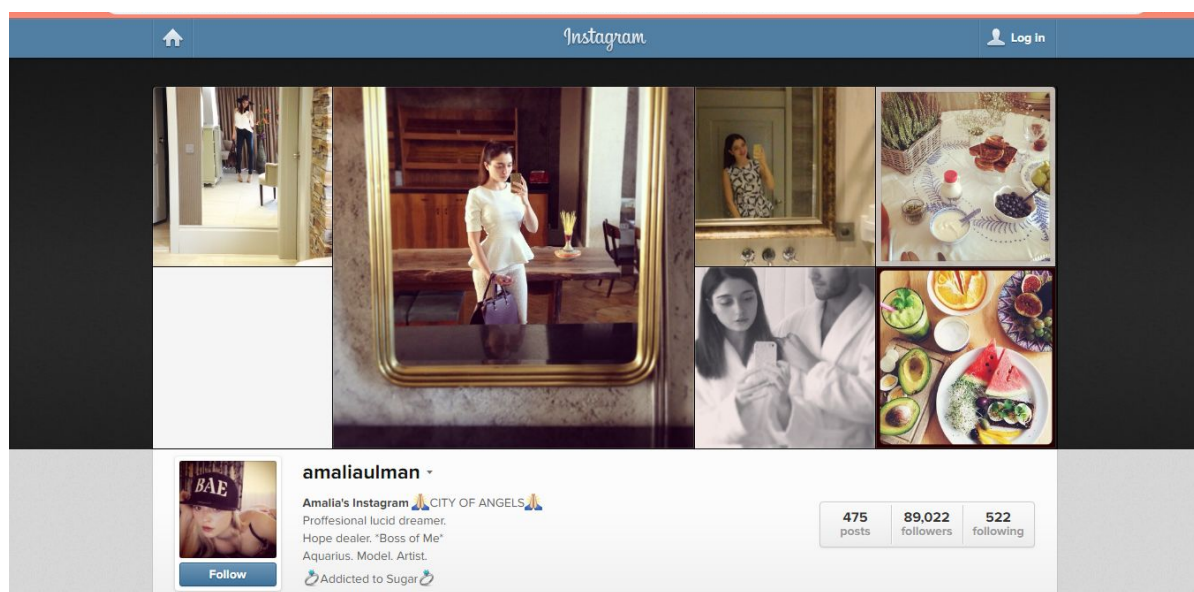 Instagram
Log in
BAE
Follow
amaliaulman
Amalia's Instagram 🙏CITY OF ANGELS🙏
Proffesional lucid dreamer.
Hope dealer. *Boss of Me*
Aquarius. Model. Artist.
💍Addicted to Sugar💍
475 posts
89,022 followers
522 following